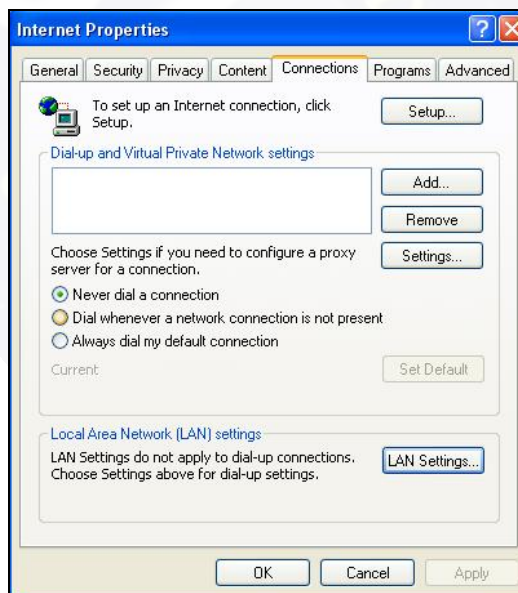 Internet Properties
General Security Privacy Content Connections Programs Advanced
To set up an Internet connection, click
Setup.
Setup...
Dial-up and Virtual Private Network settings
Add...
Remove
Choose Settings if you need to configure a proxy
server for a connection.
Settings...
Never dial a connection
Dial whenever a network connection is not present
Always dial my default connection
Current
Set Default
Local Area Network (LAN) settings
LAN Settings do not apply to dial-up connections.
Choose Settings above for dial-up settings.
LAN Settings...
OK Cancel Apply